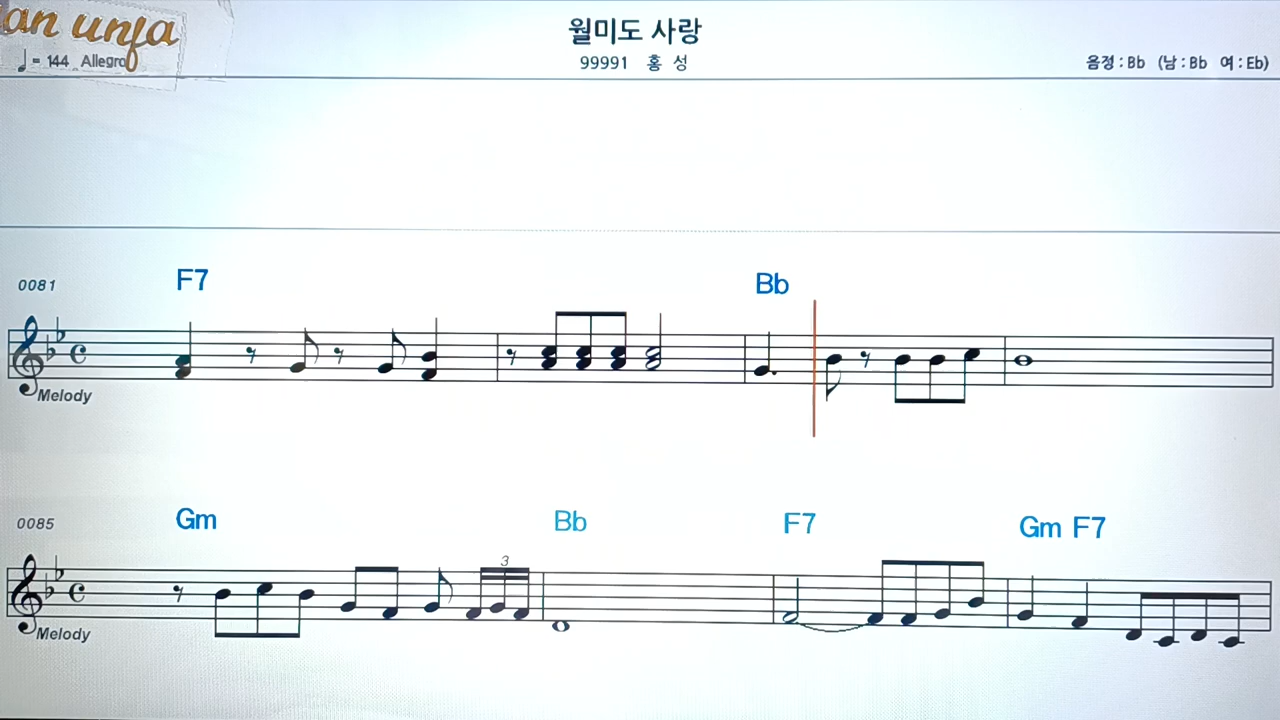 an unfa
월미도 사랑
♩ = 144 Allegro
99991 홍 성
음정 : Bb (남 : Bb 여 : Eb)
0081 F7 Bb
Melody
0085 Gm Bb F7 Gm F7
3
Melody